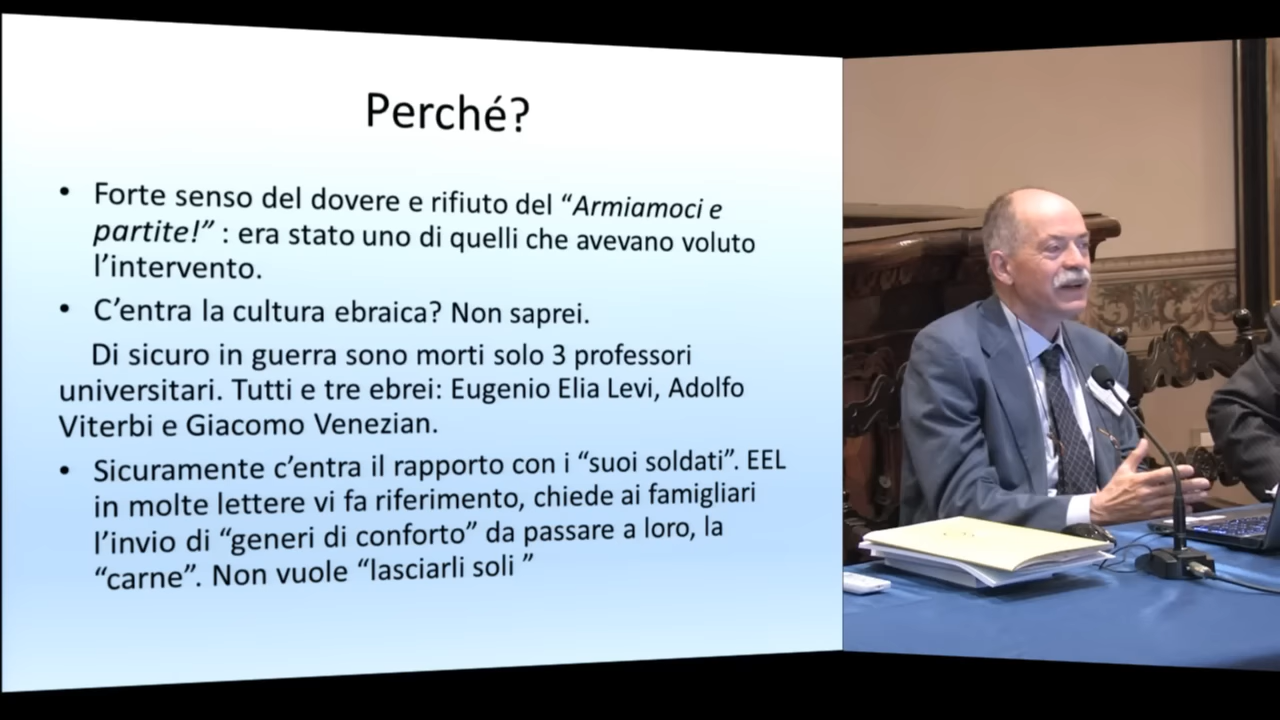 Perché?
• Forte senso del dovere e rifiuto del “Armiamoci e
partite!” : era stato uno di quelli che avevano voluto
l’intervento.
• C’entra la cultura ebraica? Non saprei.
Di sicuro in guerra sono morti solo 3 professori
universitari. Tutti e tre ebrei: Eugenio Elia Levi, Adolfo
Viterbi e Giacomo Venezian.
• Sicuramente c’entra il rapporto con i “suoi soldati”. EEL
in molte lettere vi fa riferimento, chiede ai famigliari
l’invio di “generi di conforto” da passare a loro, la
“carne”. Non vuole “lasciarli soli ”